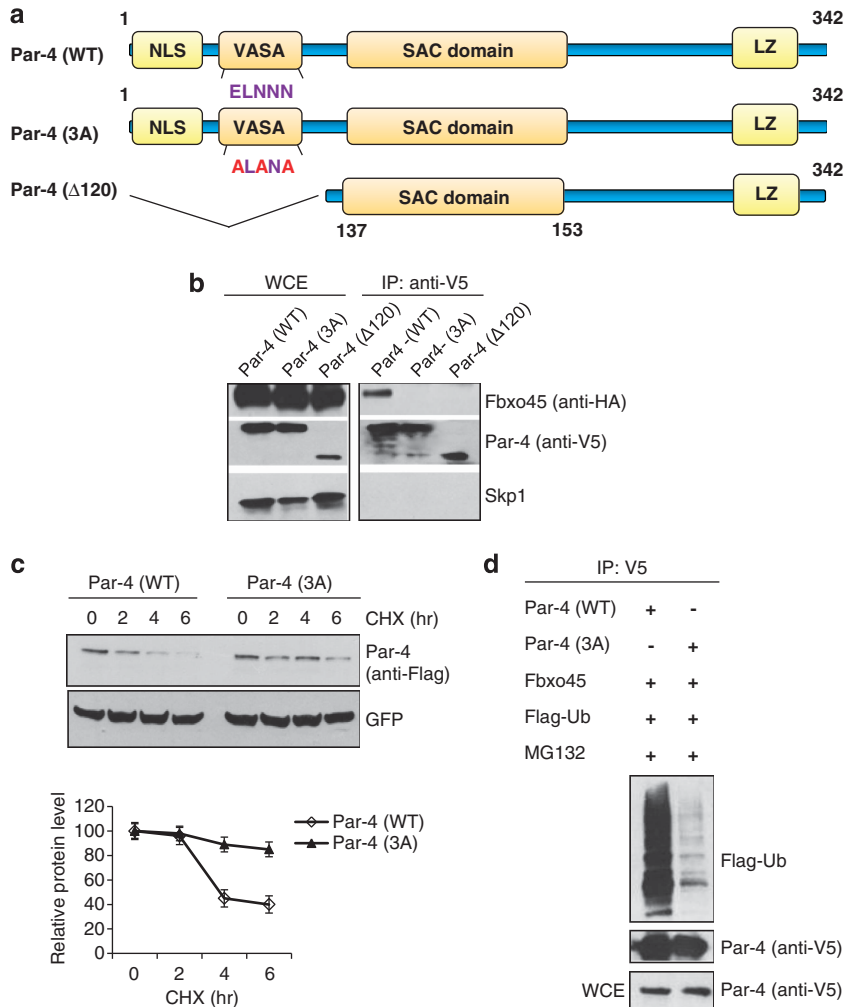 a
1 342
Par-4 (WT) NLS VASA SAC domain LZ
ELNNN
1 342
Par-4 (3A) NLS VASA SAC domain LZ
ALANA
Par-4 (Δ120) 342
SAC domain LZ
137 153
b
WCE IP: anti-V5
Par-4 (WT) Par-4 (3A) Par-4 (Δ120) Par4 -(WT) Par4- (3A) Par-4 (Δ120)
Fbxo45 (anti-HA)
Par-4 (anti-V5)
Skp1
c
Par-4 (WT) Par-4 (3A)
0 2 4 6 0 2 4 6 CHX (hr)
Par-4
(anti-Flag)
GFP
Relative protein level
120
100
80
60
40
20
0
0 2 4 6
CHX (hr)
Par-4 (WT)
Par-4 (3A)
d
IP: V5
Par-4 (WT) + -
Par-4 (3A) - +
Fbxo45 + +
Flag-Ub + +
MG132 + +
Flag-Ub
Par-4 (anti-V5)
WCE Par-4 (anti-V5)